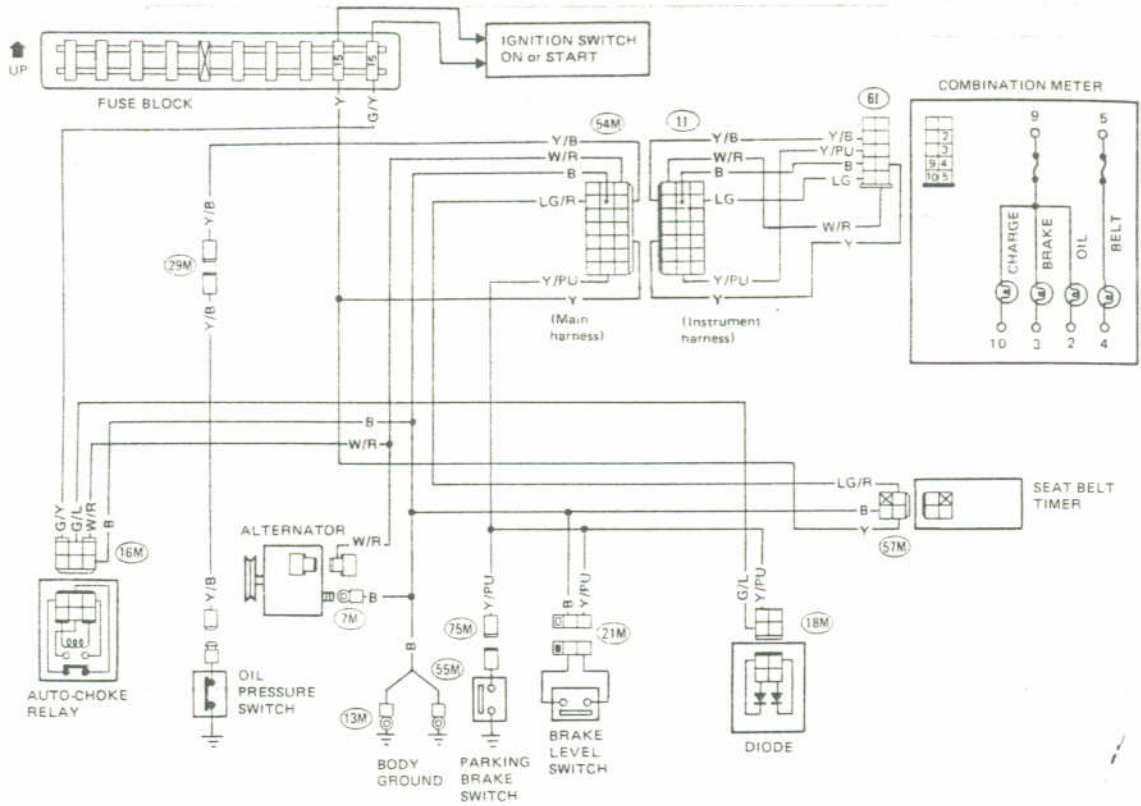 UP
FUSE BLOCK
15
15
IGNITION SWITCH
ON or START
Y
G/Y
54M
1I
6I
COMBINATION METER
Y/B
W/R
B
LG/R
Y/PU
Y
(Main
harness)
Y/B
W/R
B
LG
Y/PU
Y
(Instrument
harness)
Y/B
Y/PU
B
LG
W/R
Y
2
3
9 4
10 5
9
5
CHARGE
BRAKE
OIL
BELT
10
3
2
4
Y/B
29M
Y/B
B
W/R
G/Y
G/L
W/R
B
16M
AUTO-CHOKE
RELAY
Y/B
OIL
PRESSURE
SWITCH
ALTERNATOR
W/R
B
7M
B
13M
55M
BODY
GROUND
Y/PU
75M
PARKING
BRAKE
SWITCH
B
Y/PU
21M
BRAKE
LEVEL
SWITCH
G/L
Y/PU
18M
DIODE
LG/R
B
Y
57M
SEAT BELT
TIMER